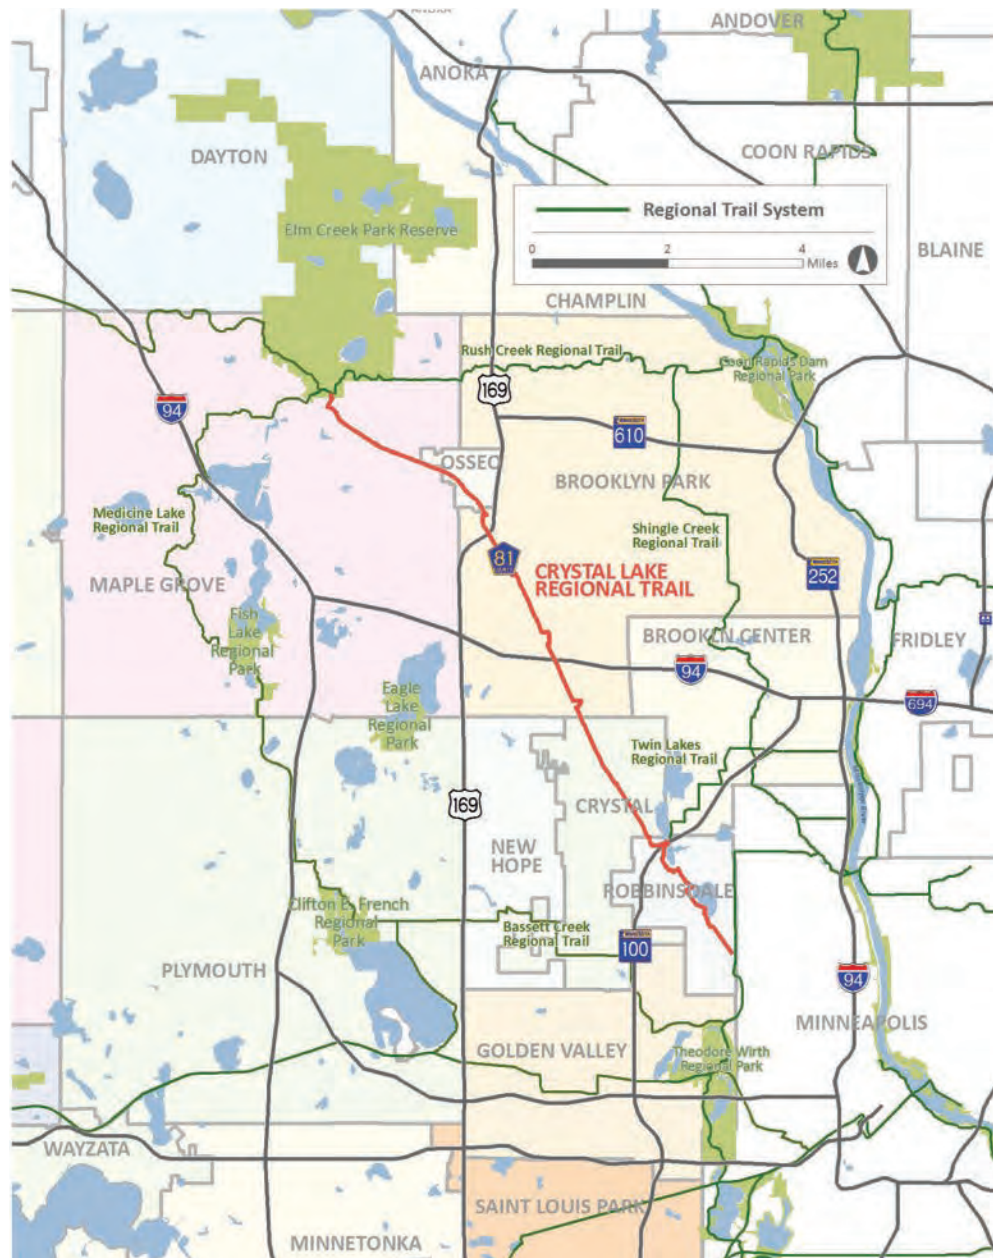 ANDOVER
ANOKA
DAYTON
COON RAPIDS
Regional Trail System
0
2
4
Miles
Elm Creek Park Reserve
BLAINE
CHAMPLIN
Rush Creek Regional Trail
Coon Rapids Dam
Regional Park
169
94
610
OSSEO
BROOKLYN PARK
Medicine Lake
Regional Trail
Shingle Creek
Regional Trail
81
CRYSTAL LAKE
REGIONAL TRAIL
252
MAPLE GROVE
Fish
Lake
Regional
Park
BROOKLN CENTER
FRIDLEY
94
694
Eagle
Lake
Regional
Park
Twin Lakes
Regional Trail
169
CRYSTAL
NEW
HOPE
ROBBINSDALE
Clifton E. French
Regional
Park
Bassett Creek
Regional Trail
100
PLYMOUTH
94
MINNEAPOLIS
GOLDEN VALLEY
Theodore Wirth
Regional Park
WAYZATA
SAINT LOUIS PARK
MINNETONKA